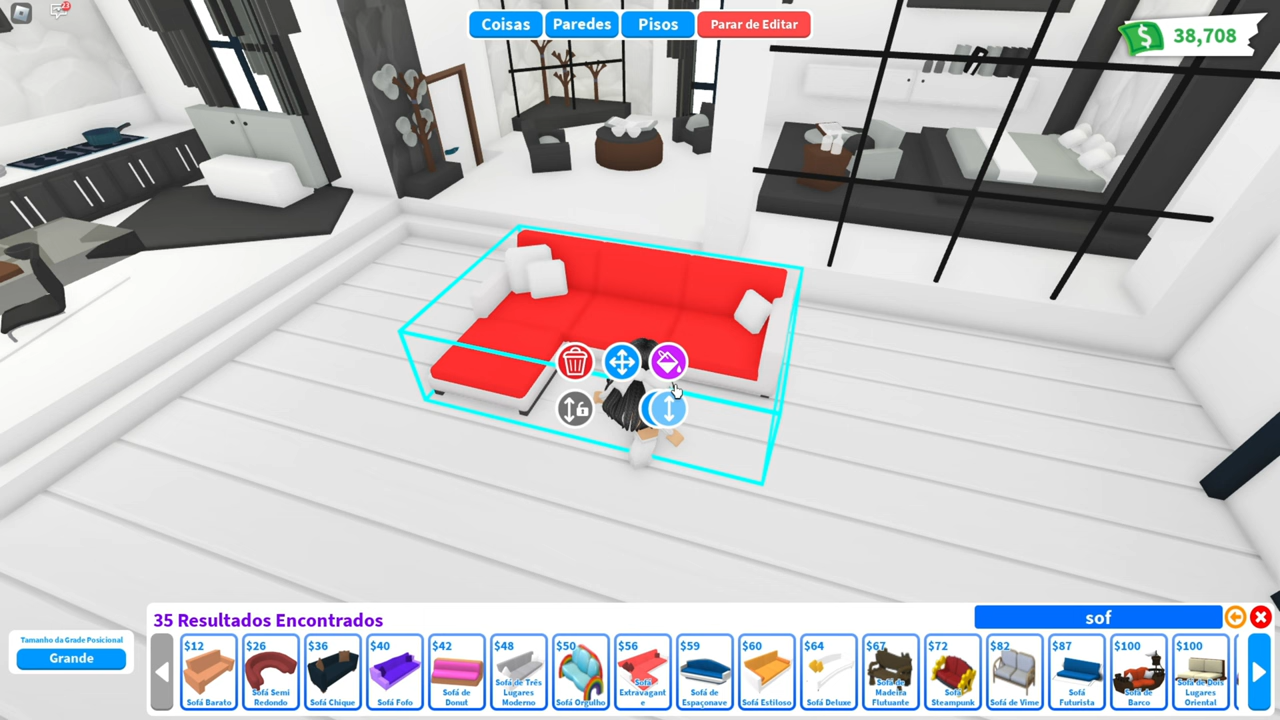 Coisas
Paredes
Pisos
Parar de Editar
$ 38,708
35 Resultados Encontrados
sof
Tamanho da Grade Posicional
Grande
$12
Sofá Barato
$26
Sofá Semi
Redondo
$36
Sofá Chique
$40
Sofá Fofo
$42
Sofá de
Donut
$48
Sofá de Três
Lugares
Moderno
$50
Sofá Orgulho
$56
Sofá
Extravagant
e
$59
Sofá de
Espaçonave
$60
Sofá Estiloso
$64
Sofá Deluxe
$67
Sofá de
Madeira
Flutuante
$72
Sofá
Steampunk
$82
Sofá de Vime
$87
Sofá
Futurista
$100
Sofá de
Barco
$100
Sofá de Dois
Lugares
Oriental